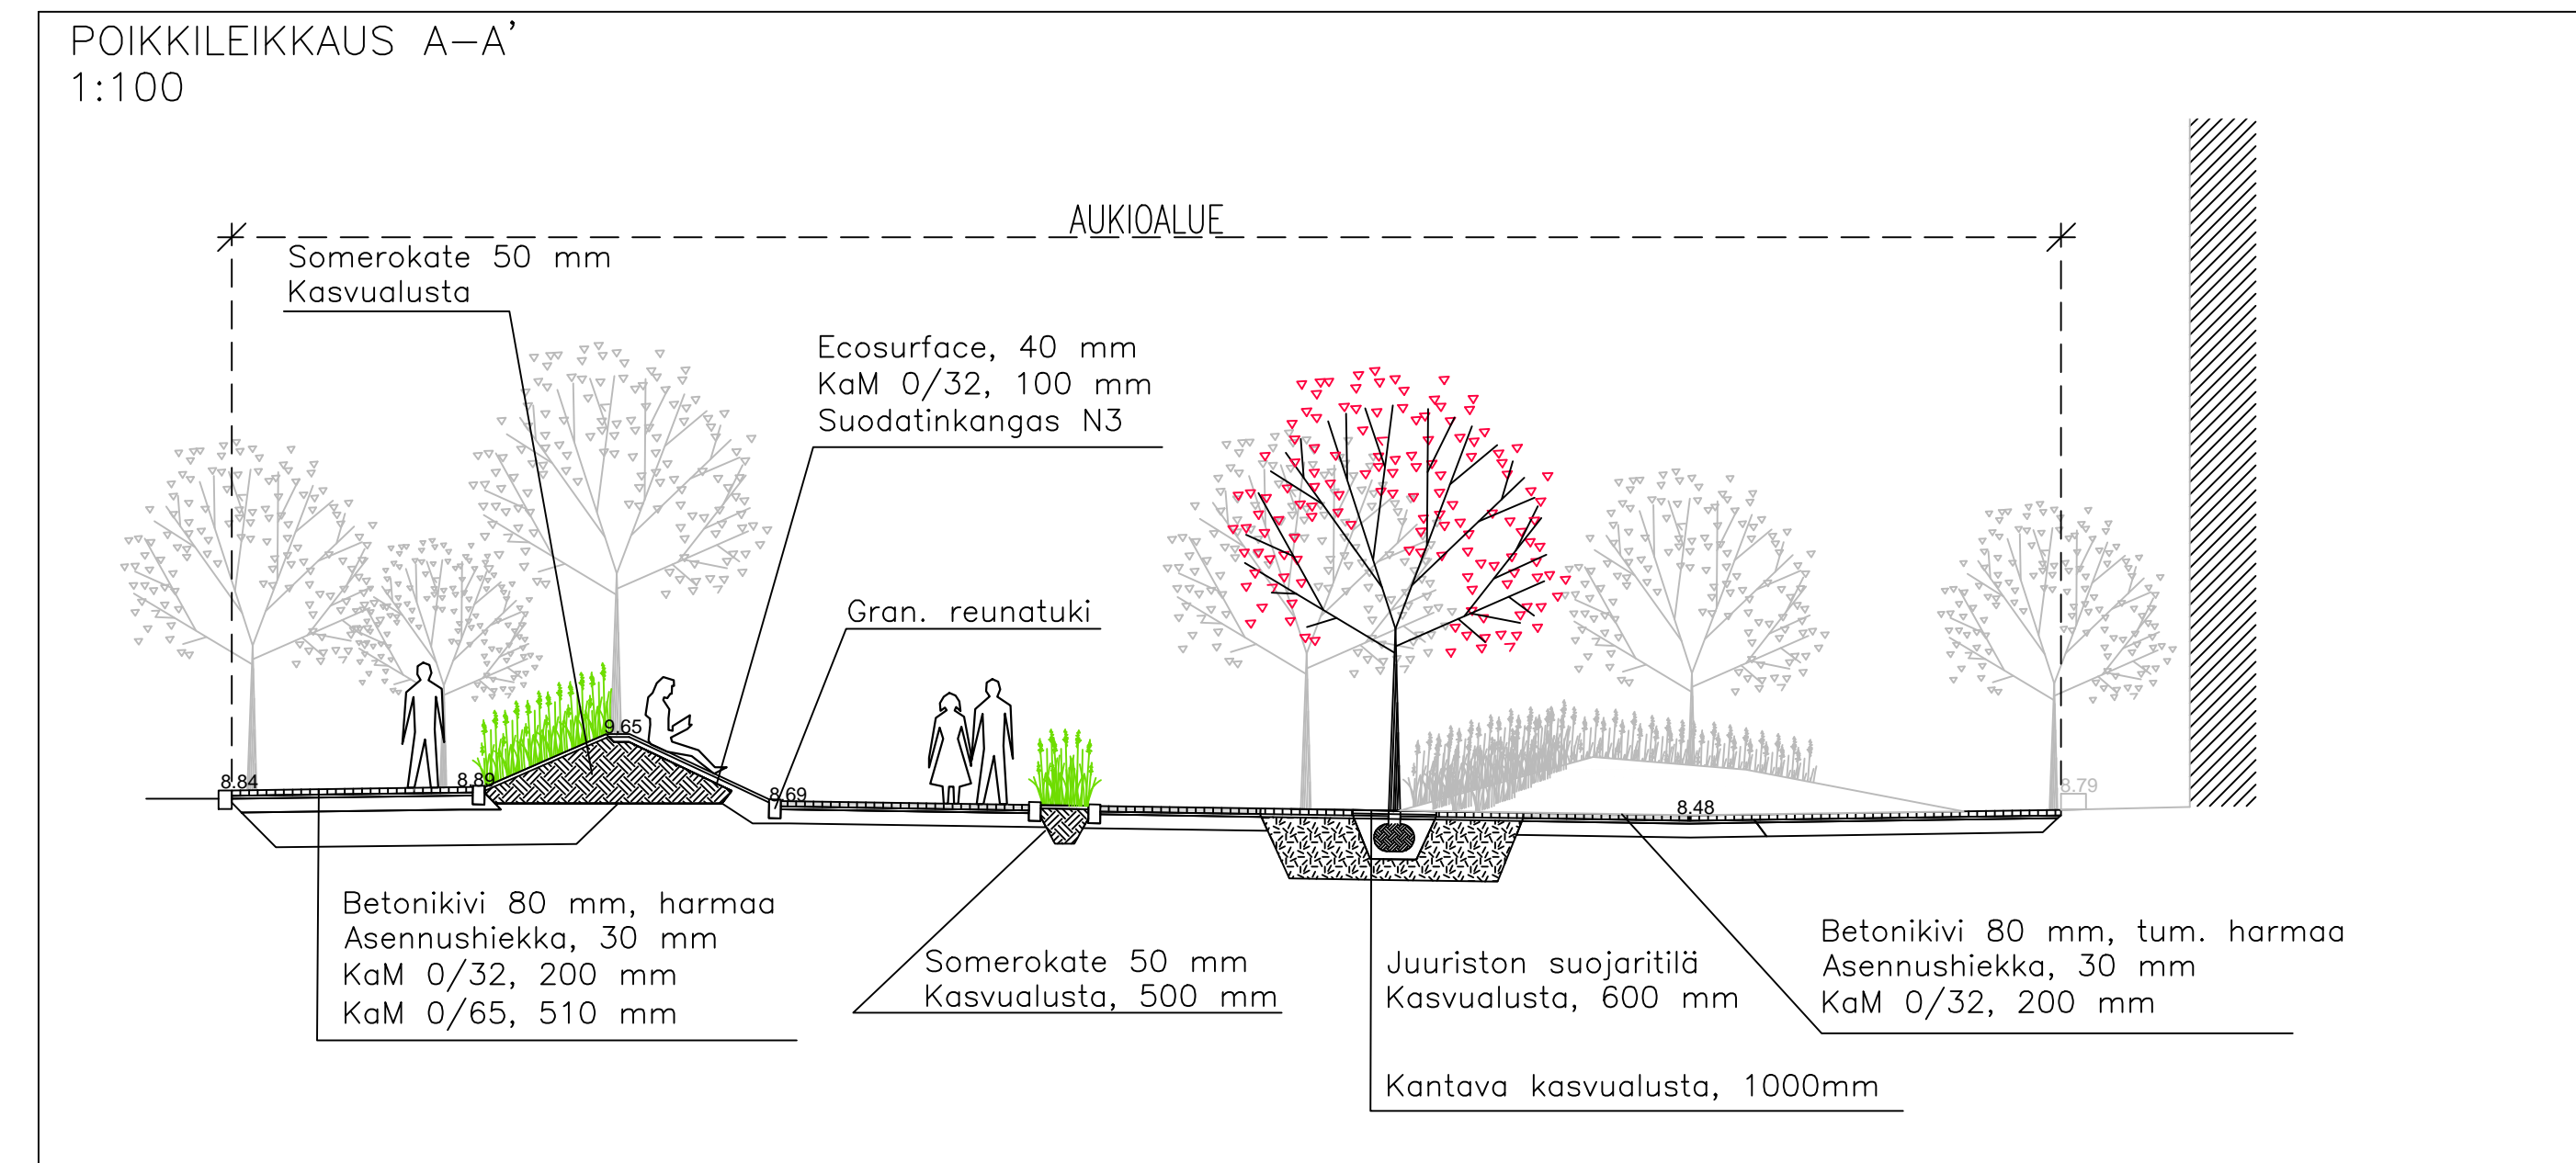 POIKKILEIKKAUS A-A'
1:100
AUKIOALUE
Somerokate 50 mm
Kasvualusta
Ecosurface, 40 mm
KaM 0/32, 100 mm
Suodatinkangas N3
Gran. reunatuki
9.65
8.84
8.89
8.69
8.48
8.79
Betonikivi 80 mm, harmaa
Asennushiekka, 30 mm
KaM 0/32, 200 mm
KaM 0/65, 510 mm
Somerokate 50 mm
Kasvualusta, 500 mm
Juuriston suojaritilä
Kasvualusta, 600 mm
Kantava kasvualusta, 1000mm
Betonikivi 80 mm, tum. harmaa
Asennushiekka, 30 mm
KaM 0/32, 200 mm